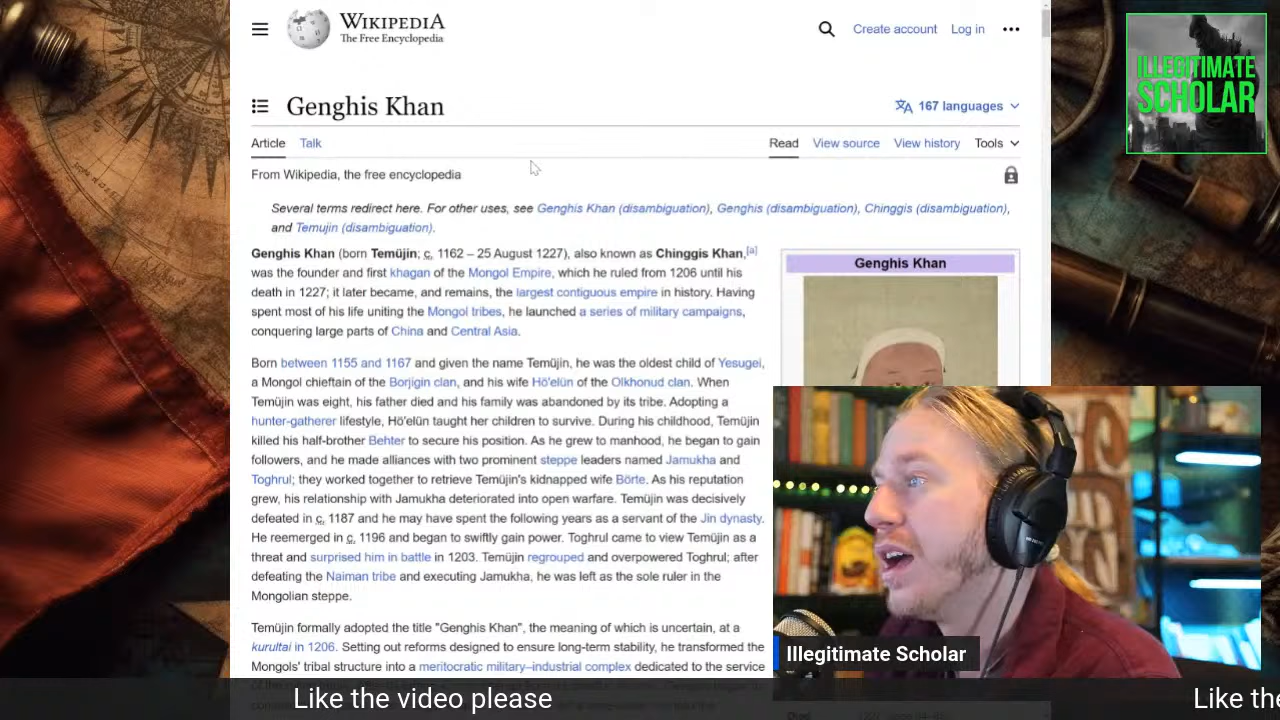 WIKIPEDIA
The Free Encyclopedia
Create account Log in
ILLEGITIMATE
SCHOLAR
Genghis Khan
167 languages
Article Talk Read View source View history Tools
From Wikipedia, the free encyclopedia
Several terms redirect here. For other uses, see Genghis Khan (disambiguation), Genghis (disambiguation), Chinggis (disambiguation),
and Temujin (disambiguation).
Genghis Khan (born Temüjin; c. 1162 – 25 August 1227), also known as Chinggis Khan,[a]
was the founder and first khagan of the Mongol Empire, which he ruled from 1206 until his
death in 1227; it later became, and remains, the largest contiguous empire in history. Having
spent most of his life uniting the Mongol tribes, he launched a series of military campaigns,
conquering large parts of China and Central Asia.
Genghis Khan
Born between 1155 and 1167 and given the name Temüjin, he was the oldest child of Yesugei,
a Mongol chieftain of the Borjigin clan, and his wife Hö'elün of the Olkhonud clan. When
Temüjin was eight, his father died and his family was abandoned by its tribe. Adopting a
hunter-gatherer lifestyle, Hö'elün taught her children to survive. During his childhood, Temüjin
killed his half-brother Behter to secure his position. As he grew to manhood, he began to gain
followers, and he made alliances with two prominent steppe leaders named Jamukha and
Toghrul; they worked together to retrieve Temüjin's kidnapped wife Börte. As his reputation
grew, his relationship with Jamukha deteriorated into open warfare. Temüjin was decisively
defeated in c. 1187 and he may have spent the following years as a servant of the Jin dynasty.
He reemerged in c. 1196 and began to swiftly gain power. Toghrul came to view Temüjin as a
threat and surprised him in battle in 1203. Temüjin regrouped and overpowered Toghrul; after
defeating the Naiman tribe and executing Jamukha, he was left as the sole ruler in the
Mongolian steppe.
Temüjin formally adopted the title "Genghis Khan", the meaning of which is uncertain, at a
kurultai in 1206. Setting out reforms designed to ensure long-term stability, he transformed the
Mongols' tribal structure into a meritocratic military–industrial complex dedicated to the service
Illegitimate Scholar
Like the video please
Like the